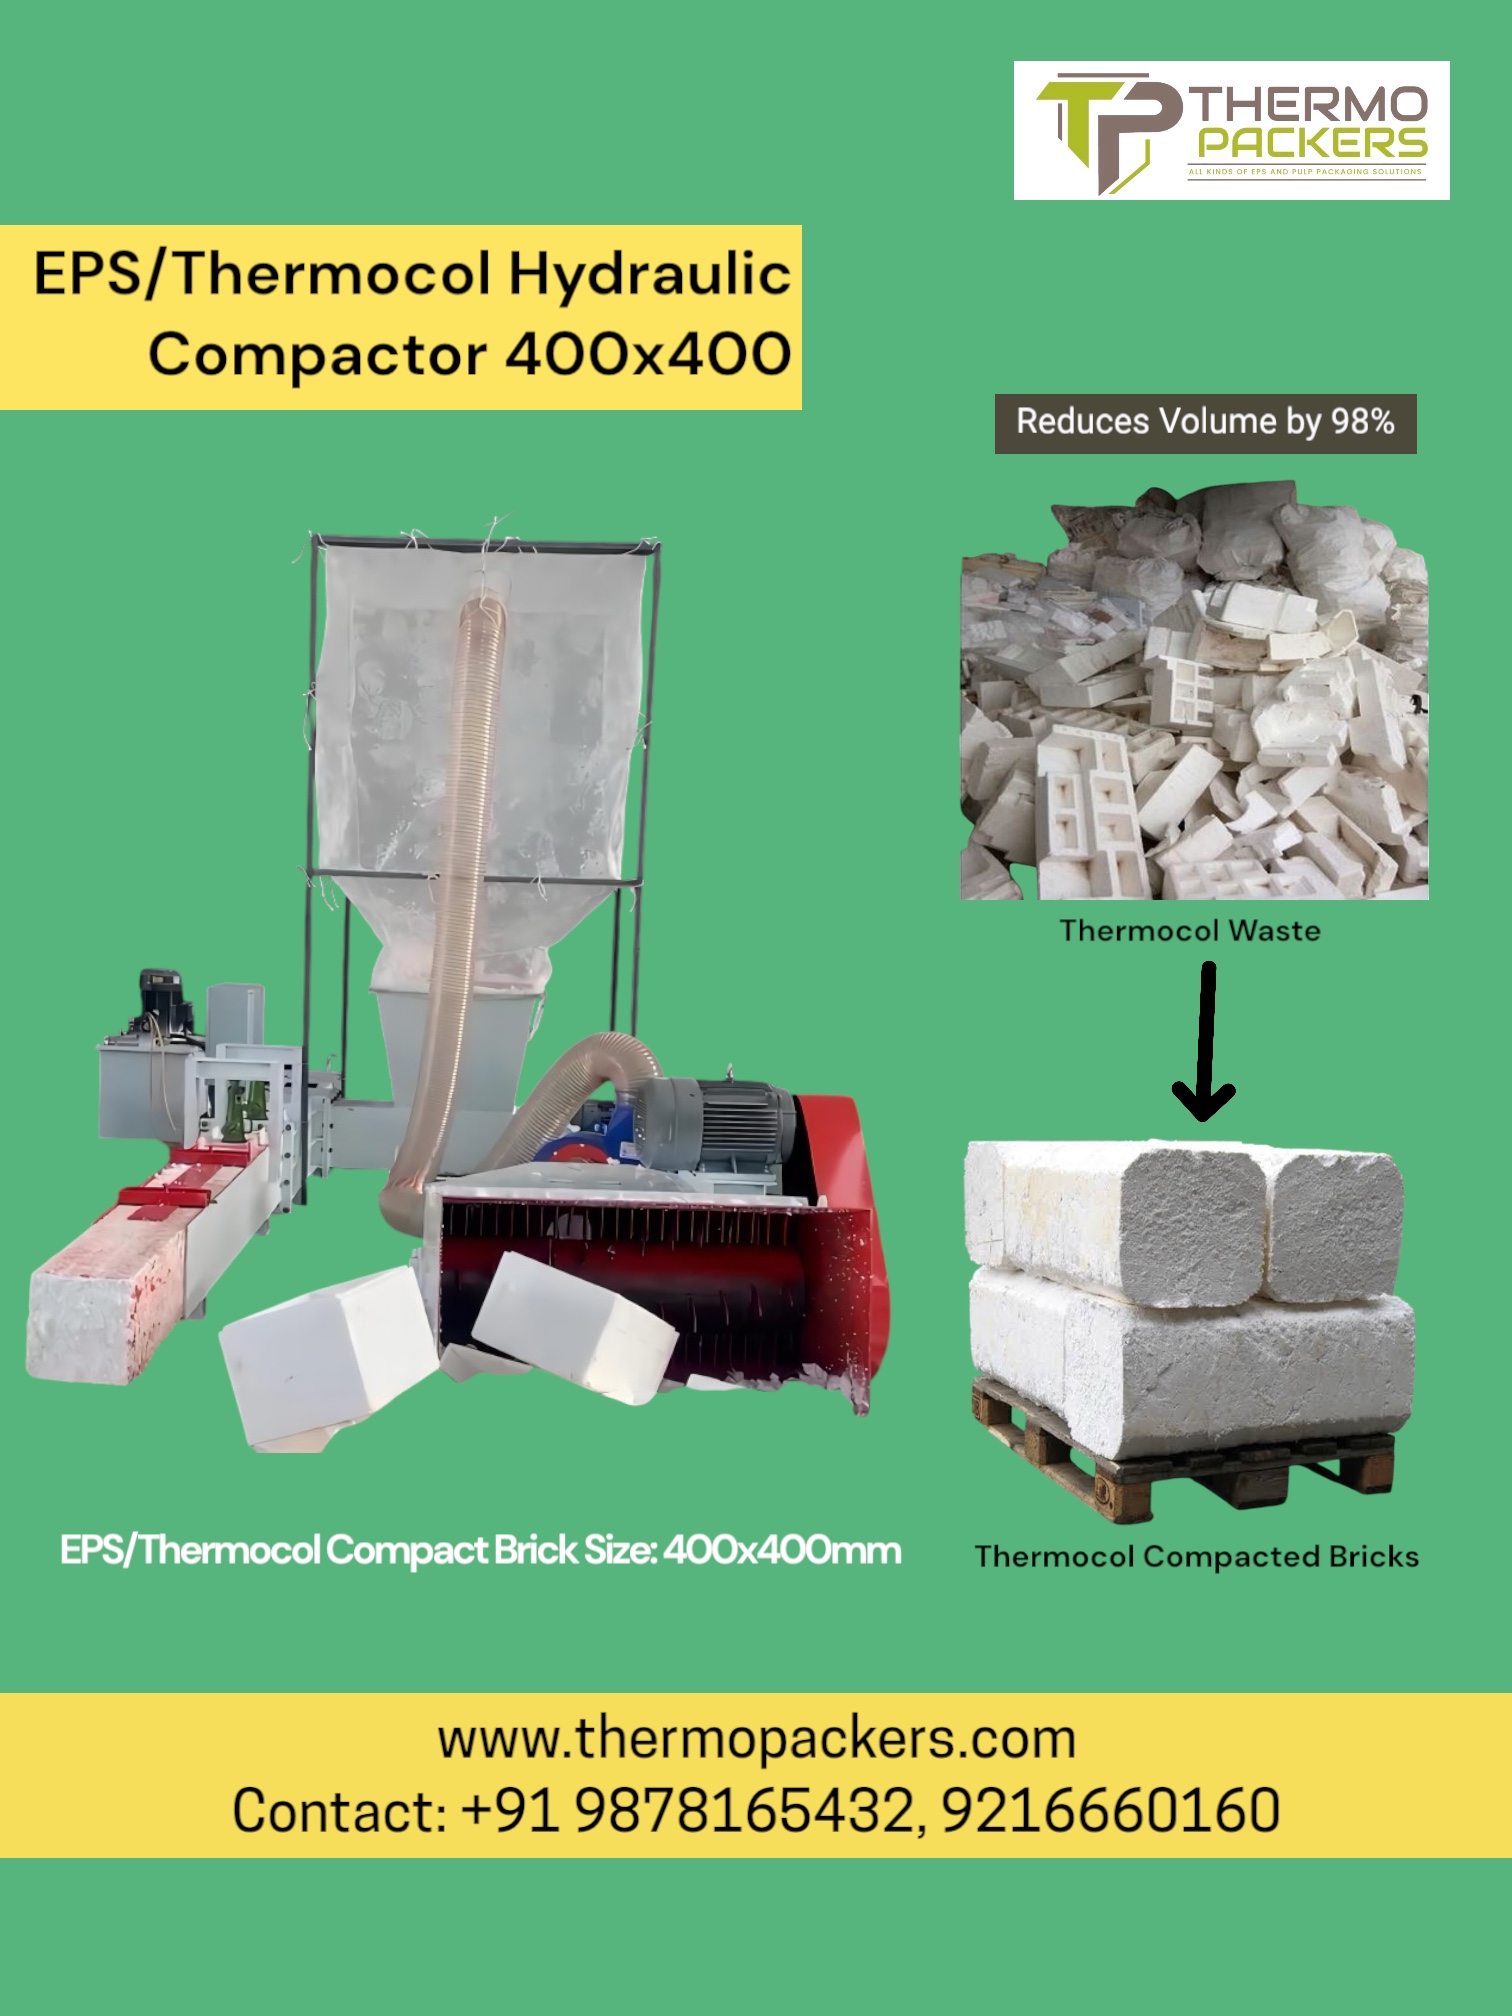 THERMO
PACKERS
ALL KINDS OF EPS AND PULP PACKAGING SOLUTIONS
EPS/Thermocol Hydraulic
Compactor 400x400
Reduces Volume by 98%
Thermocol Waste
EPS/Thermocol Compact Brick Size: 400x400mm
Thermocol Compacted Bricks
www.thermopackers.com
Contact: +91 9878165432, 9216660160